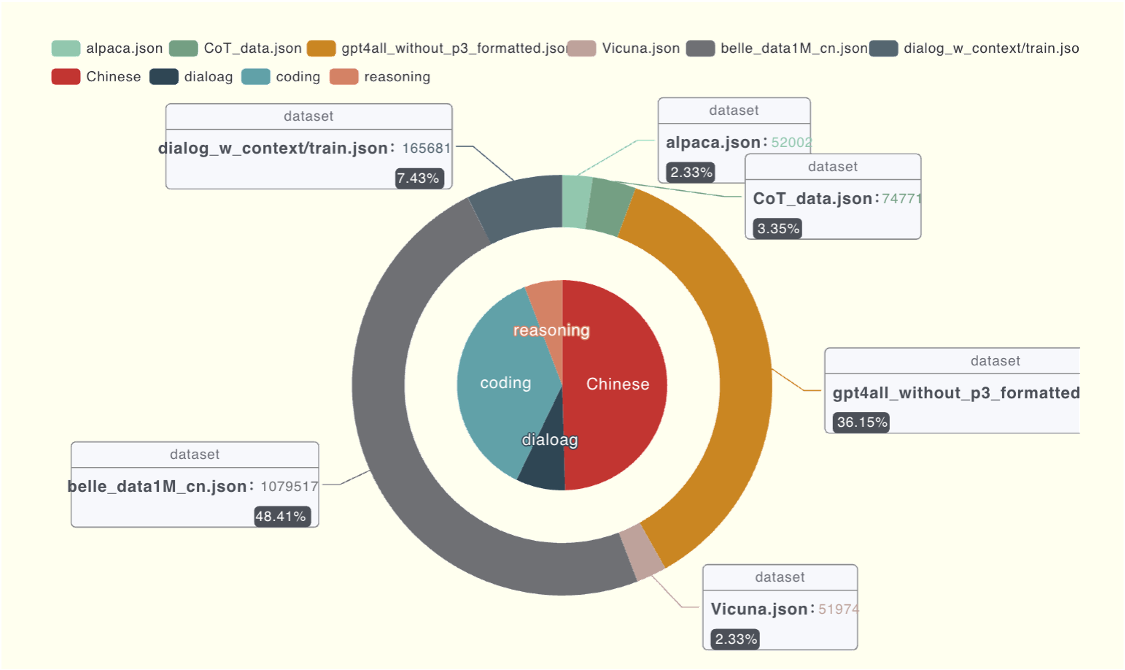 alpaca.json CoT_data.json gpt4all_without_p3_formatted.json Vicuna.json belle_data1M_cn.json dialog_w_context/train.jso
Chinese dialoag coding reasoning
dataset
dialog_w_context/train.json: 165681
7.43%
dataset
alpaca.json: 52002
2.33%
dataset
CoT_data.json: 74771
3.35%
reasoning
coding
Chinese
dialoag
dataset
gpt4all_without_p3_formatted
36.15%
dataset
belle_data1M_cn.json: 1079517
48.41%
dataset
Vicuna.json: 51974
2.33%